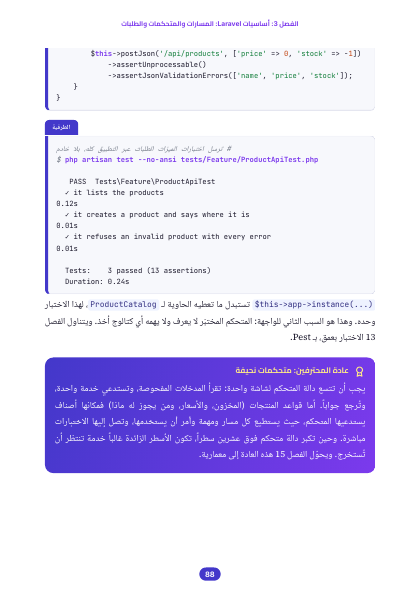 الفصل 3: أساسيات Laravel: المسارات والمتحكمات والطلبات
$this->postJson('/api/products', ['price' => 0, 'stock' => -1])
->assertUnprocessable()
->assertJsonValidationErrors(['name', 'price', 'stock']);
}
}
الطرفية
# ترسل اختبارات الميزات الطلبات عبر التطبيق كله، بلا خادم
$ php artisan test --no-ansi tests/Feature/ProductApiTest.php
PASS  Tests\Feature\ProductApiTest
✓ it lists the products
0.12s
✓ it creates a product and says where it is
0.01s
✓ it refuses an invalid product with every error
0.01s
Tests:    3 passed (13 assertions)
Duration: 0.24s
$this->app->instance(...) تستبدل ما تعطيه الحاوية لـ ProductCatalog، لهذا الاختبار
وحده. وهذا هو السبب الثاني للواجهة: المتحكم المختبَر لا يعرف ولا يهمه أي كتالوج أخذ. ويتناول الفصل
13 الاختبار بعمق، بـ Pest.
عادة المحترفين: متحكمات نحيفة
يجب أن تتسع دالة المتحكم لشاشة واحدة: تقرأ المدخلات المفحوصة، وتستدعي خدمة واحدة،
وتُرجع جواباً. أما قواعد المنتجات (المخزون، والأسعار، ومن يجوز له ماذا) فمكانها أصناف
يستدعيها المتحكم، حيث يستطيع كل مسار ومهمة وأمر أن يستخدمها، وتصل إليها الاختبارات
مباشرة. وحين تكبر دالة متحكم فوق عشرين سطراً، تكون الأسطر الزائدة غالباً خدمة تنتظر أن
تُستخرج. ويحوّل الفصل 15 هذه العادة إلى معمارية.
88